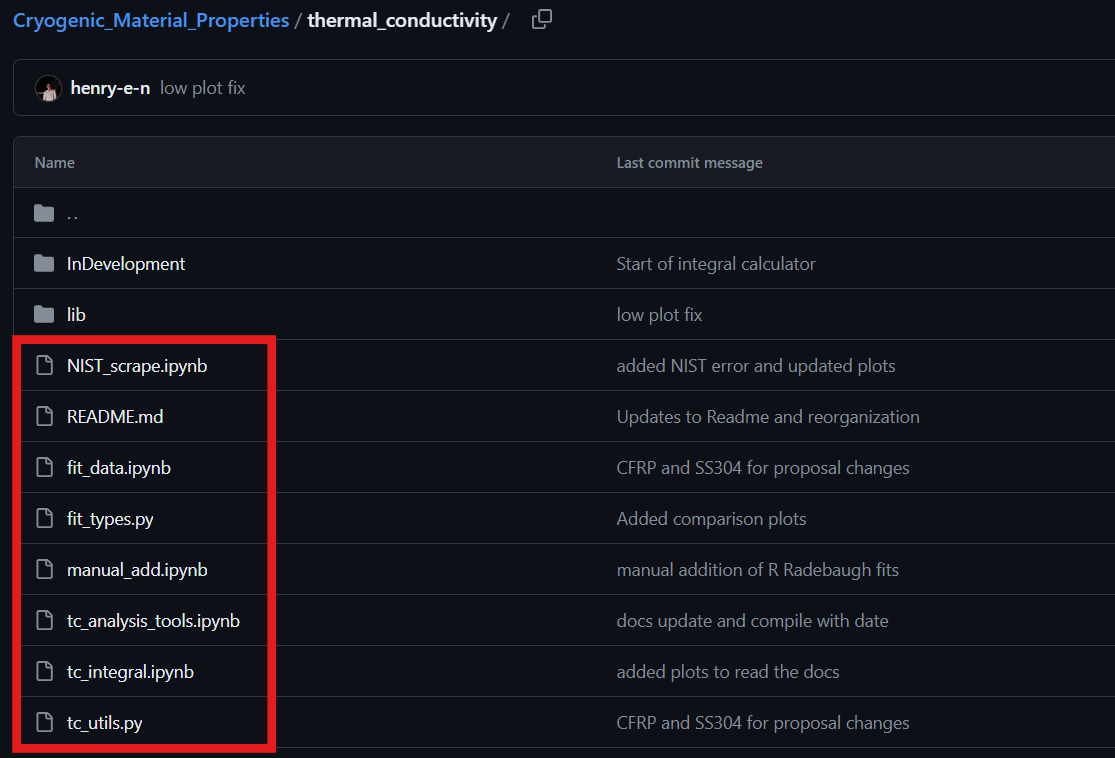 Cryogenic_Material_Properties / thermal_conductivity /
henry-e-n low plot fix
Name Last commit message
..
InDevelopment Start of integral calculator
lib low plot fix
NIST_scrape.ipynb added NIST error and updated plots
README.md Updates to Readme and reorganization
fit_data.ipynb CFRP and SS304 for proposal changes
fit_types.py Added comparison plots
manual_add.ipynb manual addition of R Radebaugh fits
tc_analysis_tools.ipynb docs update and compile with date
tc_integral.ipynb added plots to read the docs
tc_utils.py CFRP and SS304 for proposal changes